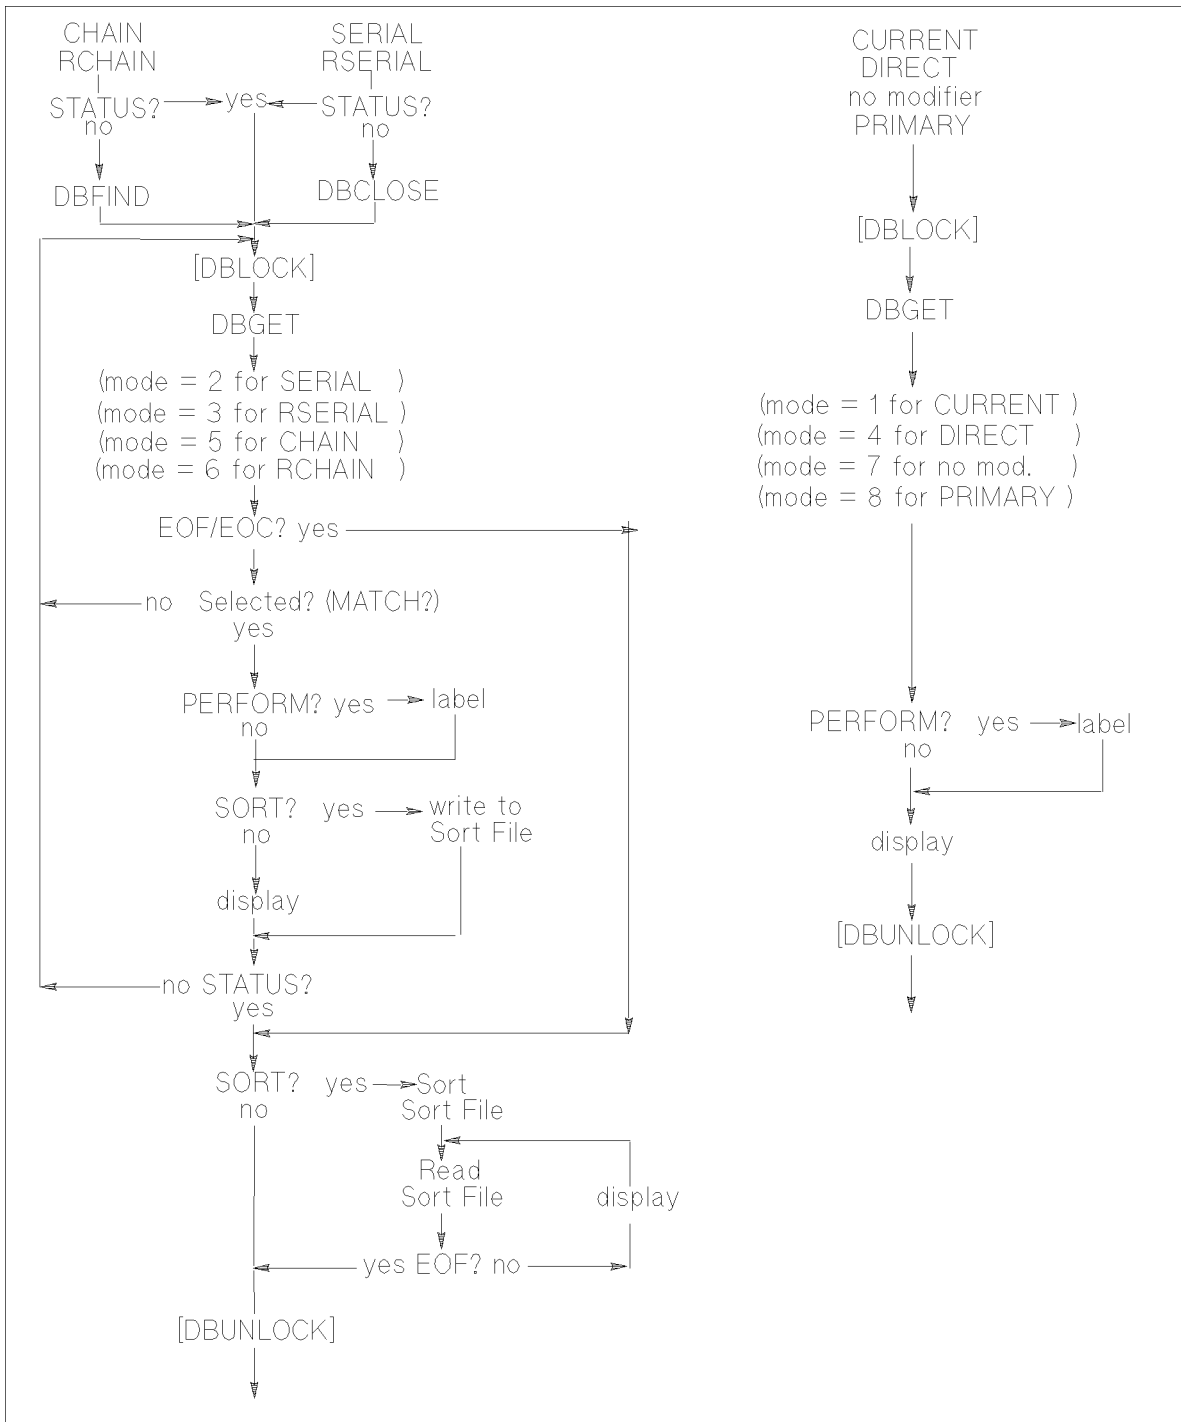 CHAIN
RCHAIN
STATUS?
no
DBFIND
yes
SERIAL
RSERIAL
STATUS?
no
DBCLOSE
[DBLOCK]
DBGET
(mode = 2 for SERIAL )
(mode = 3 for RSERIAL )
(mode = 5 for CHAIN )
(mode = 6 for RCHAIN )
EOF/EOC? yes
no Selected? (MATCH?)
yes
PERFORM? yes label
no
SORT? yes write to
no Sort File
display
no STATUS?
yes
SORT? yes Sort
no Sort File
Read
Sort File display
yes EOF? no
[DBUNLOCK]
CURRENT
DIRECT
no modifier
PRIMARY
[DBLOCK]
DBGET
(mode = 1 for CURRENT )
(mode = 4 for DIRECT )
(mode = 7 for no mod. )
(mode = 8 for PRIMARY )
PERFORM? yes label
no
display
[DBUNLOCK]